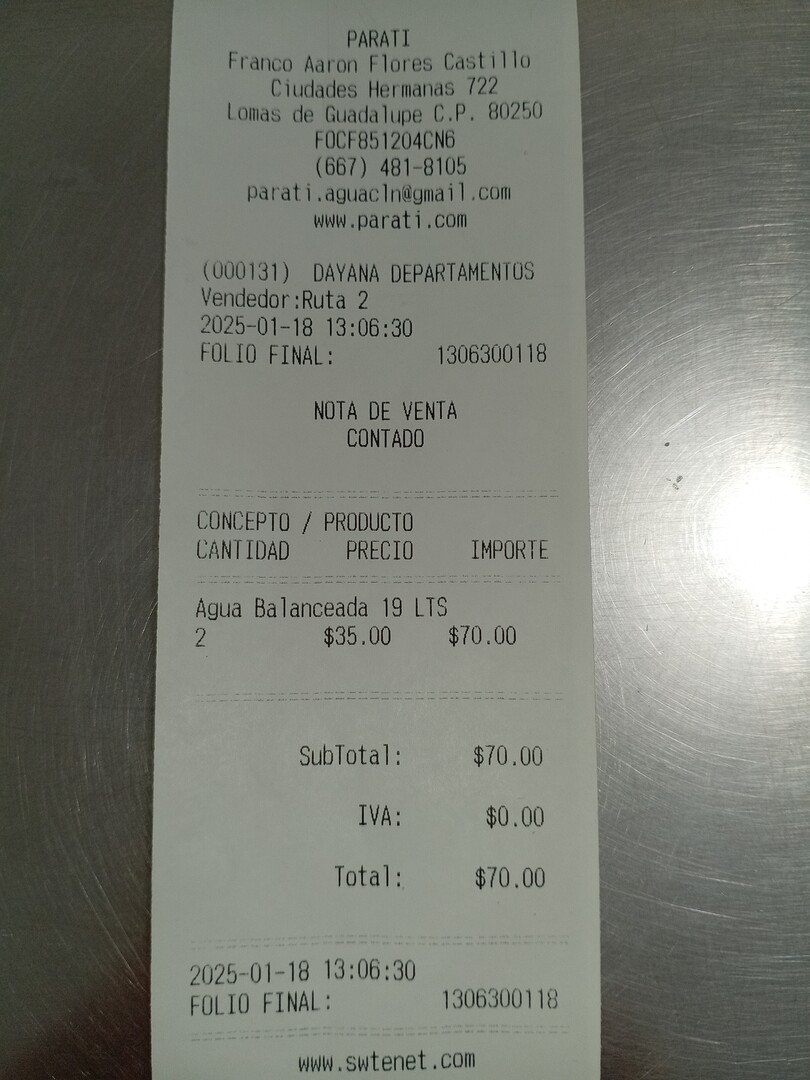 PARATI
Franco Aaron Flores Castillo
Ciudades Hermanas 722
Lomas de Guadalupe C.P. 80250
FOCF851204CN6
(667) 481-8105
parati.aguacln@gmail.com
www.parati.com
(000131) DAYANA DEPARTAMENTOS
Vendedor:Ruta 2
2025-01-18 13:06:30
FOLIO FINAL: 1306300118
NOTA DE VENTA
CONTADO
CONCEPTO / PRODUCTO
CANTIDAD PRECIO IMPORTE
Agua Balanceada 19 LTS
2 $35.00 $70.00
SubTotal: $70.00
IVA: $0.00
Total: $70.00
2025-01-18 13:06:30
FOLIO FINAL: 1306300118
www.swtenet.com